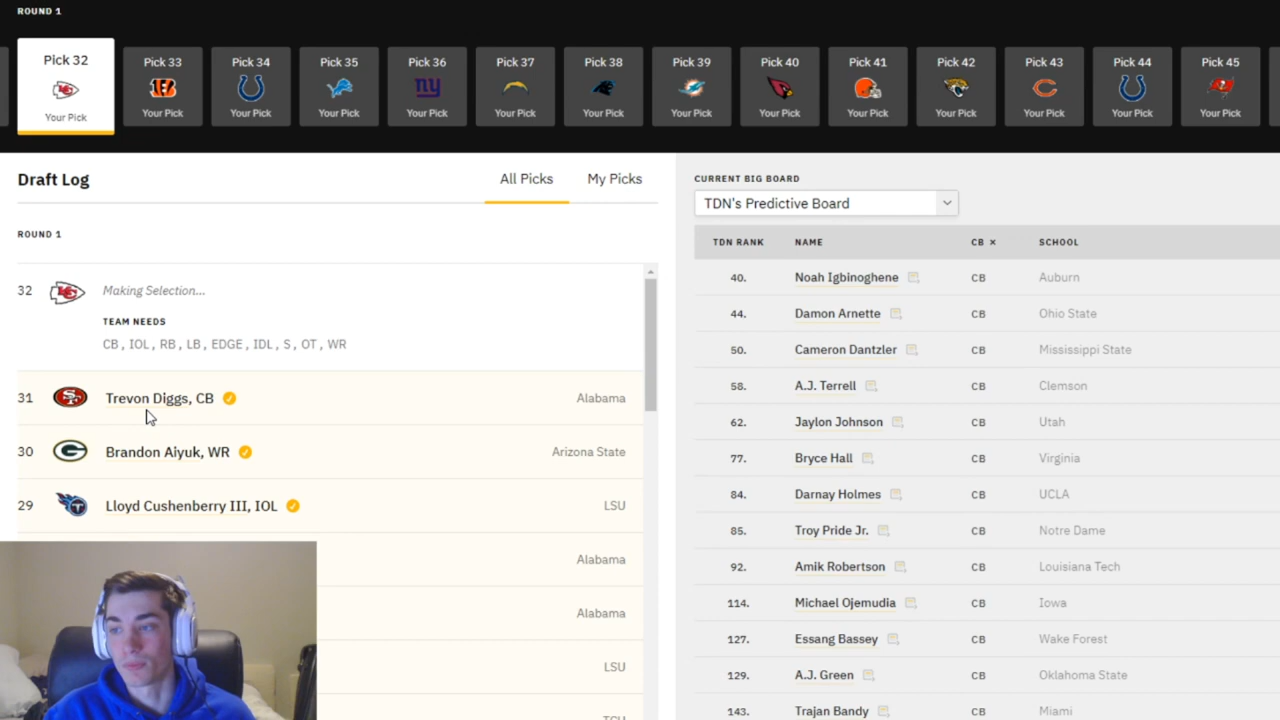 ROUND 1
Pick 32 Pick 33 Pick 34 Pick 35 Pick 36 Pick 37 Pick 38 Pick 39 Pick 40 Pick 41 Pick 42 Pick 43 Pick 44 Pick 45
Your Pick Your Pick Your Pick Your Pick Your Pick Your Pick Your Pick Your Pick Your Pick Your Pick Your Pick Your Pick Your Pick Your Pick
Draft Log All Picks My Picks
ROUND 1
32 KC Making Selection...
TEAM NEEDS
CB, IOL, RB, LB, EDGE, IDL, S, OT, WR
31 SF Trevon Diggs, CB Alabama
30 G Brandon Aiyuk, WR Arizona State
29 T Lloyd Cushenberry III, IOL LSU
Alabama
Alabama
LSU
TCU
CURRENT BIG BOARD
TDN's Predictive Board
TDN RANK NAME CB × SCHOOL
40. Noah Igbinoghene CB Auburn
44. Damon Arnette CB Ohio State
50. Cameron Dantzler CB Mississippi State
58. A.J. Terrell CB Clemson
62. Jaylon Johnson CB Utah
77. Bryce Hall CB Virginia
84. Darnay Holmes CB UCLA
85. Troy Pride Jr. CB Notre Dame
92. Amik Robertson CB Louisiana Tech
114. Michael Ojemudia CB Iowa
127. Essang Bassey CB Wake Forest
129. A.J. Green CB Oklahoma State
143. Trajan Bandy CB Miami